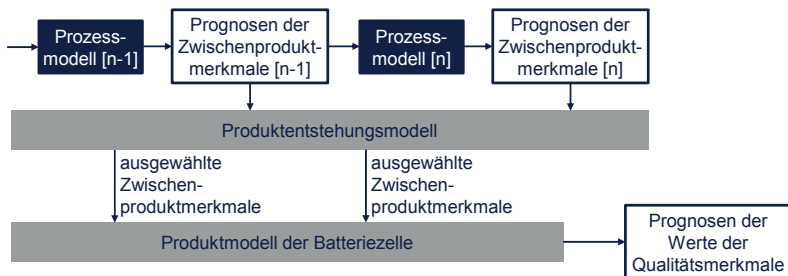 Prozess-
modell [n-1]
Prognosen der
Zwischenprodukt-
merkmale [n-1]
Prozess-
modell [n]
Prognosen der
Zwischenprodukt-
merkmale [n]
Produktentstehungsmodell
ausgewählte
Zwischen-
produktmerkmale
ausgewählte
Zwischen-
produktmerkmale
Produktmodell der Batteriezelle
Prognosen der
Werte der
Qualitätsmerkmale